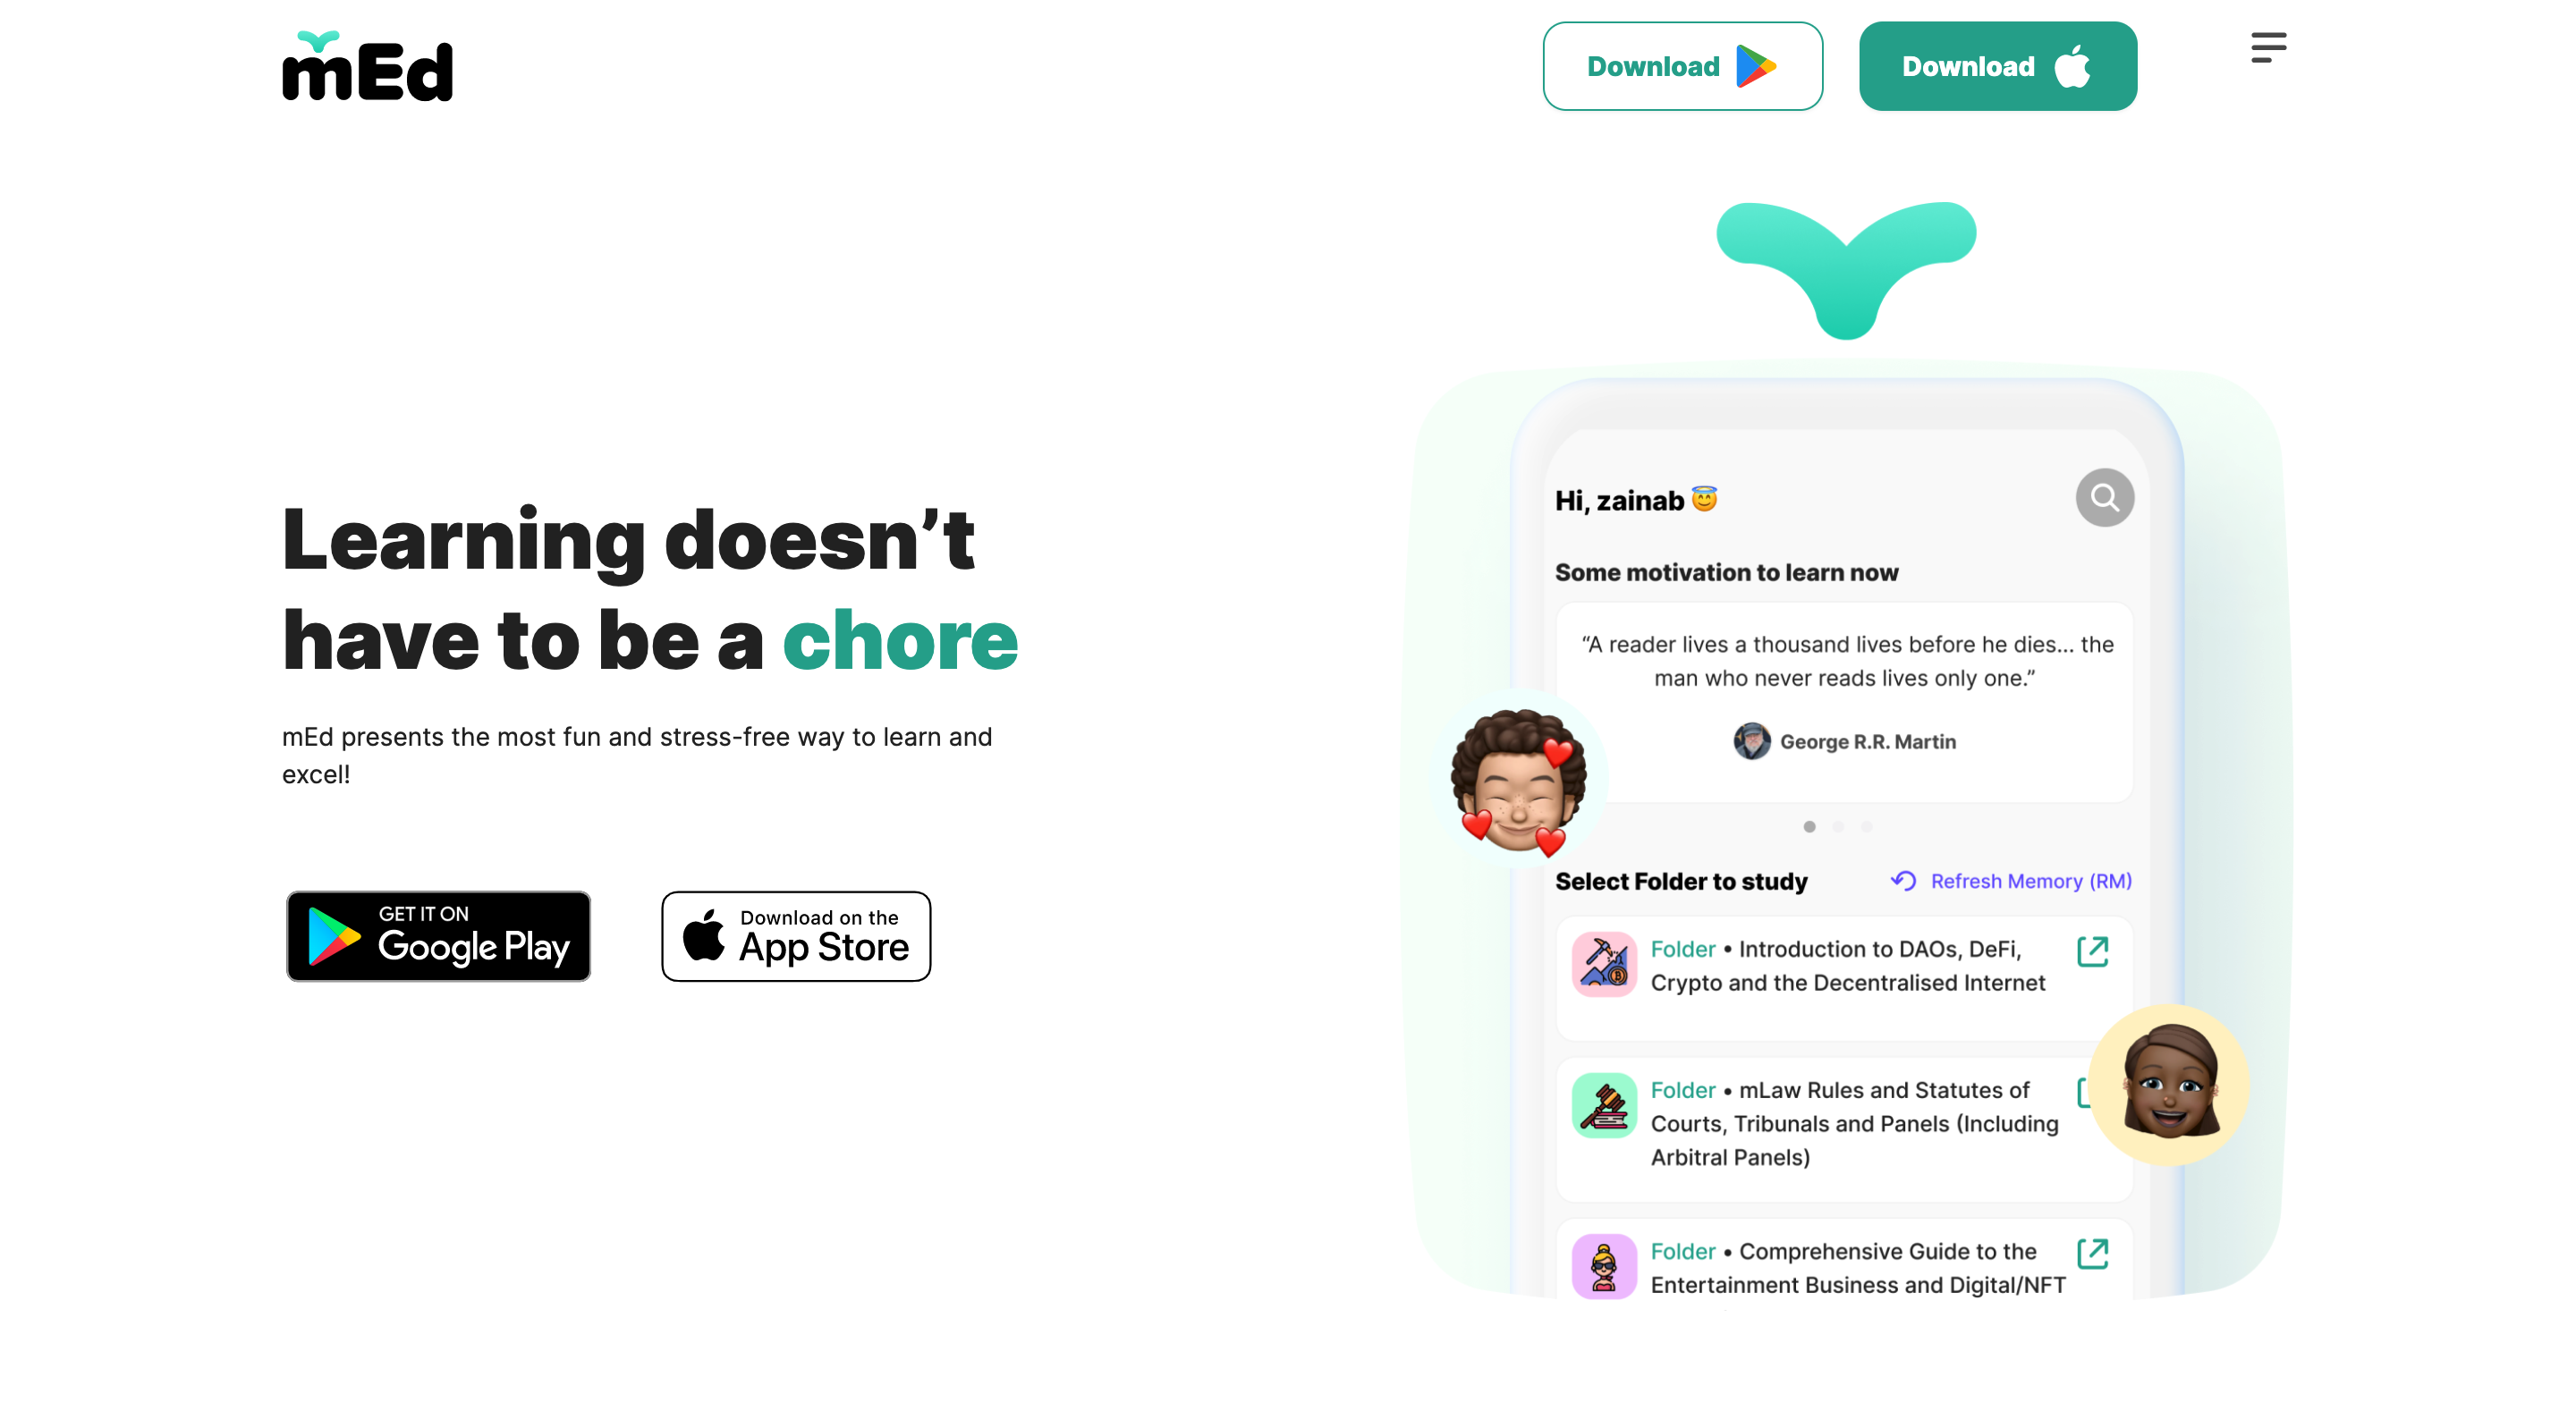 mEd
Download
Download
Learning doesn’t
have to be a chore
mEd presents the most fun and stress-free way to learn and
excel!
GET IT ON
Google Play
Download on the
App Store
Hi, zainab
Some motivation to learn now
“A reader lives a thousand lives before he dies... the
man who never reads lives only one.”
George R.R. Martin
Select Folder to study
Refresh Memory (RM)
Folder • Introduction to DAOs, DeFi,
Crypto and the Decentralised Internet
Folder • mLaw Rules and Statutes of
Courts, Tribunals and Panels (Including
Arbitral Panels)
Folder • Comprehensive Guide to the
Entertainment Business and Digital/NFT